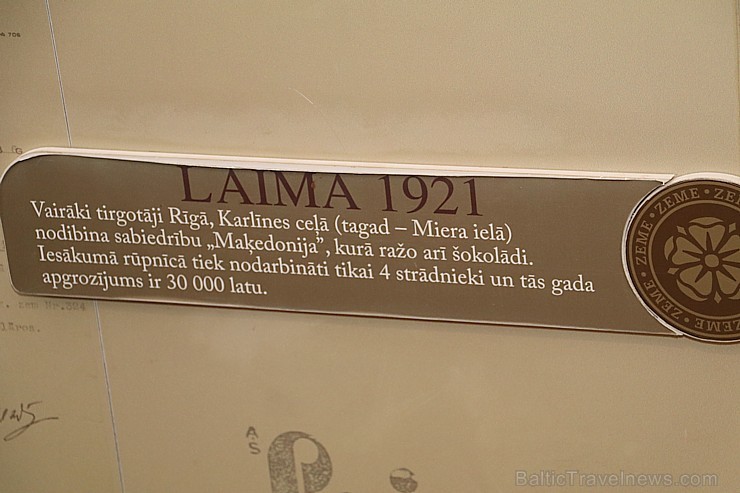 LAIMA 1921
Vairāki tirgotāji Rīgā, Karlīnes ceļā (tagad – Miera ielā)
nodibina sabiedrību „Maķedonija”, kurā ražo arī šokolādi.
Iesākumā rūpnīcā tiek nodarbināti tikai 4 strādnieki un tās gada
apgrozījums ir 30 000 latu.
ZEME · ZEME · ZEME · ZEME
A/S
BalticTravelnews.com